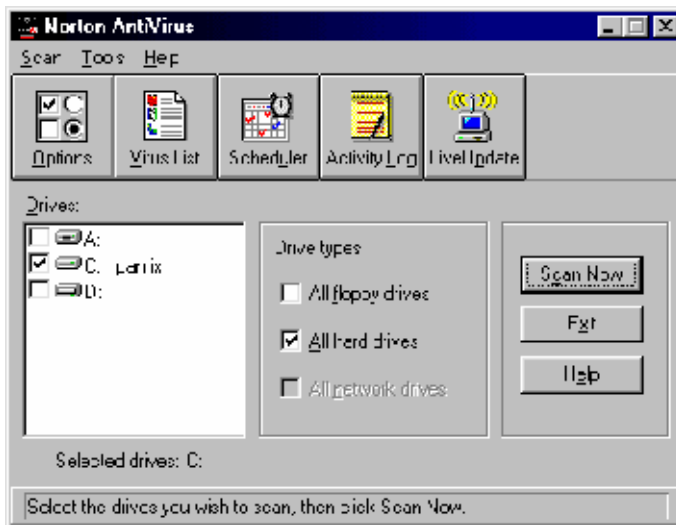 Norton AntiVirus
Scan Tools Help
Options Virus List Scheduler Activity Log LiveUpdate
Drives:
A:
C:
D:
Drive types
All floppy drives
All hard drives
All network drives
Scan Now
Exit
Help
Selected drives: C:
Select the drives you wish to scan, then pick Scan Now.